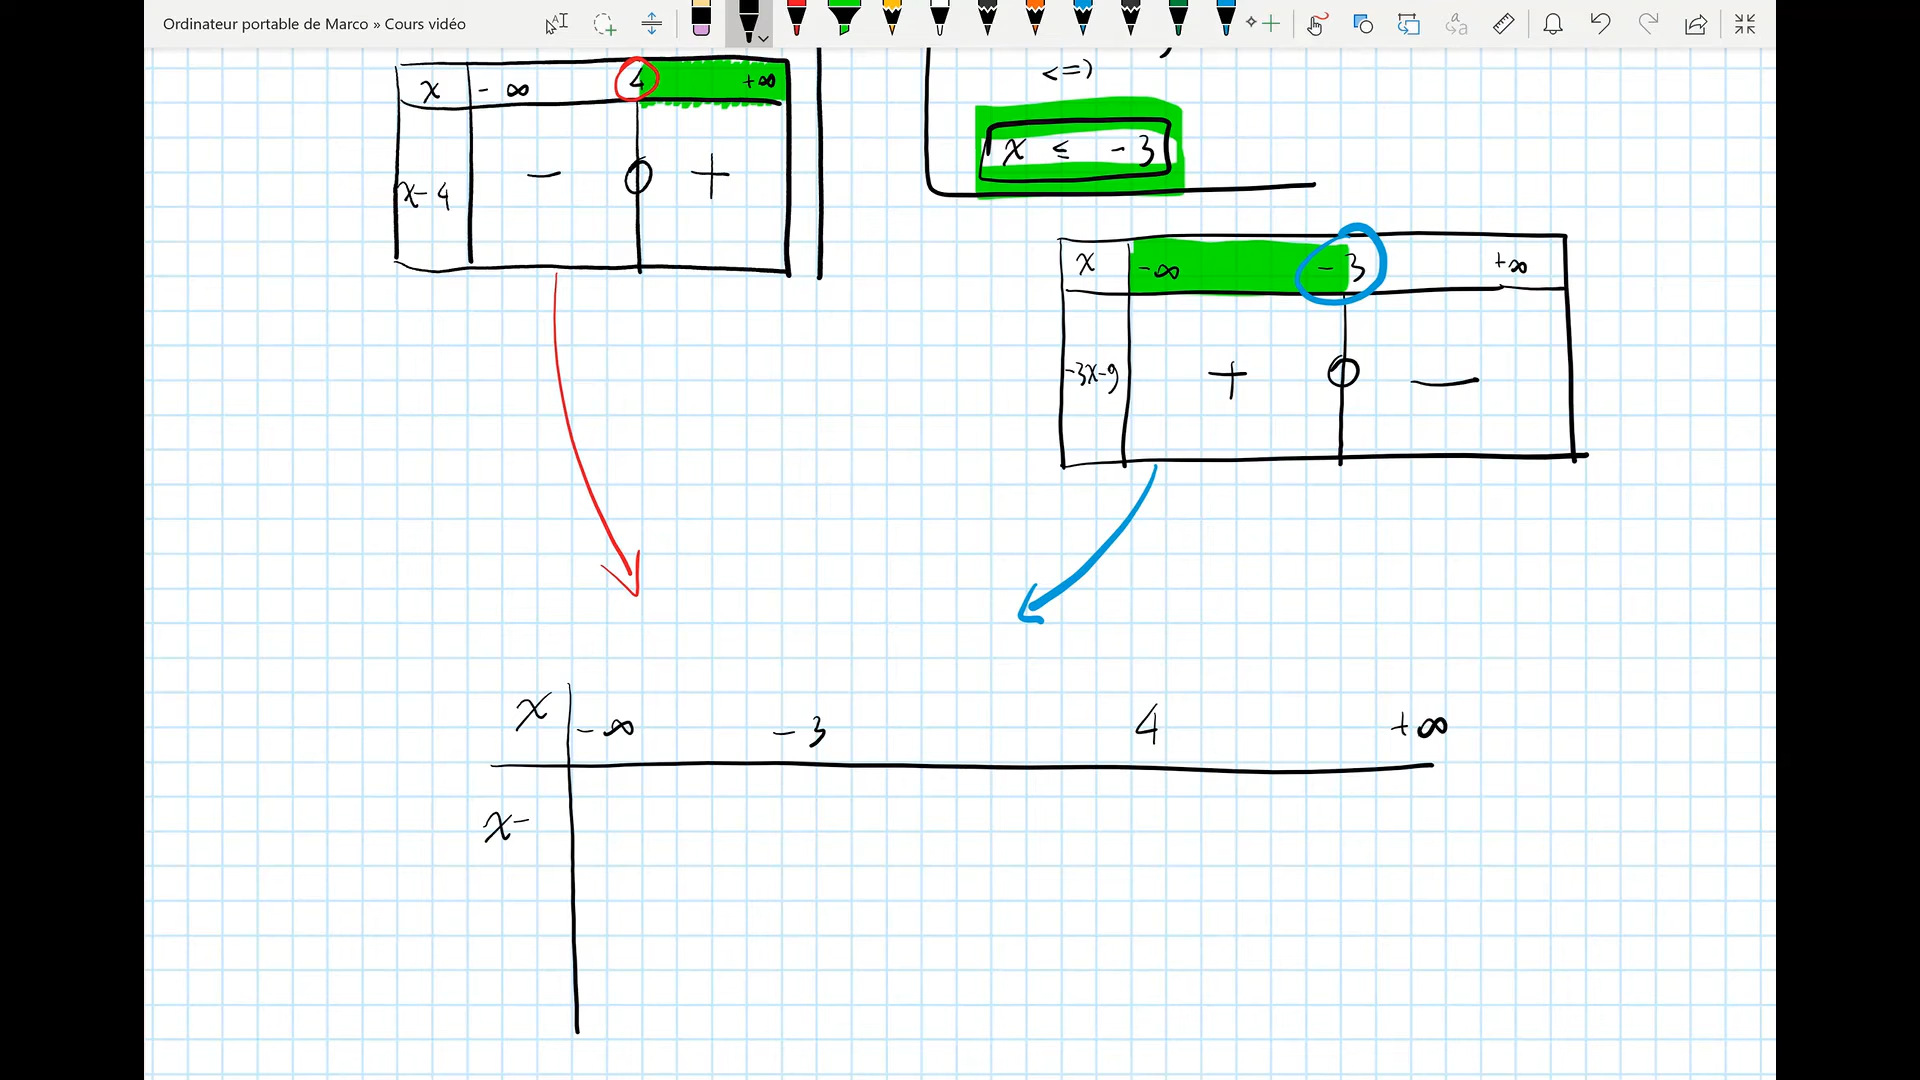 Ordinateur portable de Marco » Cours vidéo
<=>
x -∞ 4 +∞
x ≤ -3
x-4 - 0 +
x -∞ -3 +∞
-3x-9 + 0 -
x -∞ -3 4 +∞
x-